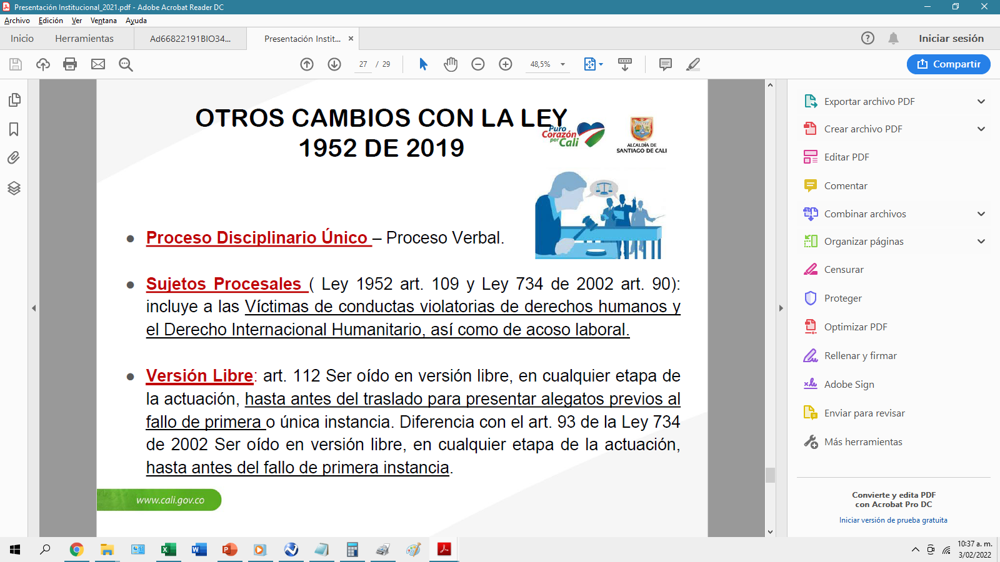 Presentación Institucional_2021.pdf - Adobe Acrobat Reader DC
Archivo Edición Ver Ventana Ayuda
Inicio Herramientas Ad66822191BIO34... Presentación Instit... Iniciar sesión
27 / 29 48,5% Compartir
OTROS CAMBIOS CON LA LEY
1952 DE 2019
Puro
Corazón
por Cali
ALCALDÍA DE
SANTIAGO DE CALI
● Proceso Disciplinario Único – Proceso Verbal.
● Sujetos Procesales ( Ley 1952 art. 109 y Ley 734 de 2002 art. 90):
incluye a las Víctimas de conductas violatorias de derechos humanos y
el Derecho Internacional Humanitario, así como de acoso laboral.
● Versión Libre: art. 112 Ser oído en versión libre, en cualquier etapa de
la actuación, hasta antes del traslado para presentar alegatos previos al
fallo de primera o única instancia. Diferencia con el art. 93 de la Ley 734
de 2002 Ser oído en versión libre, en cualquier etapa de la actuación,
hasta antes del fallo de primera instancia.
www.cali.gov.co
Exportar archivo PDF
Crear archivo PDF
Editar PDF
Comentar
Combinar archivos
Organizar páginas
Censurar
Proteger
Optimizar PDF
Rellenar y firmar
Adobe Sign
Enviar para revisar
Más herramientas
Convierte y edita PDF
con Acrobat Pro DC
Iniciar versión de prueba gratuita
10:37 a. m.
3/02/2022